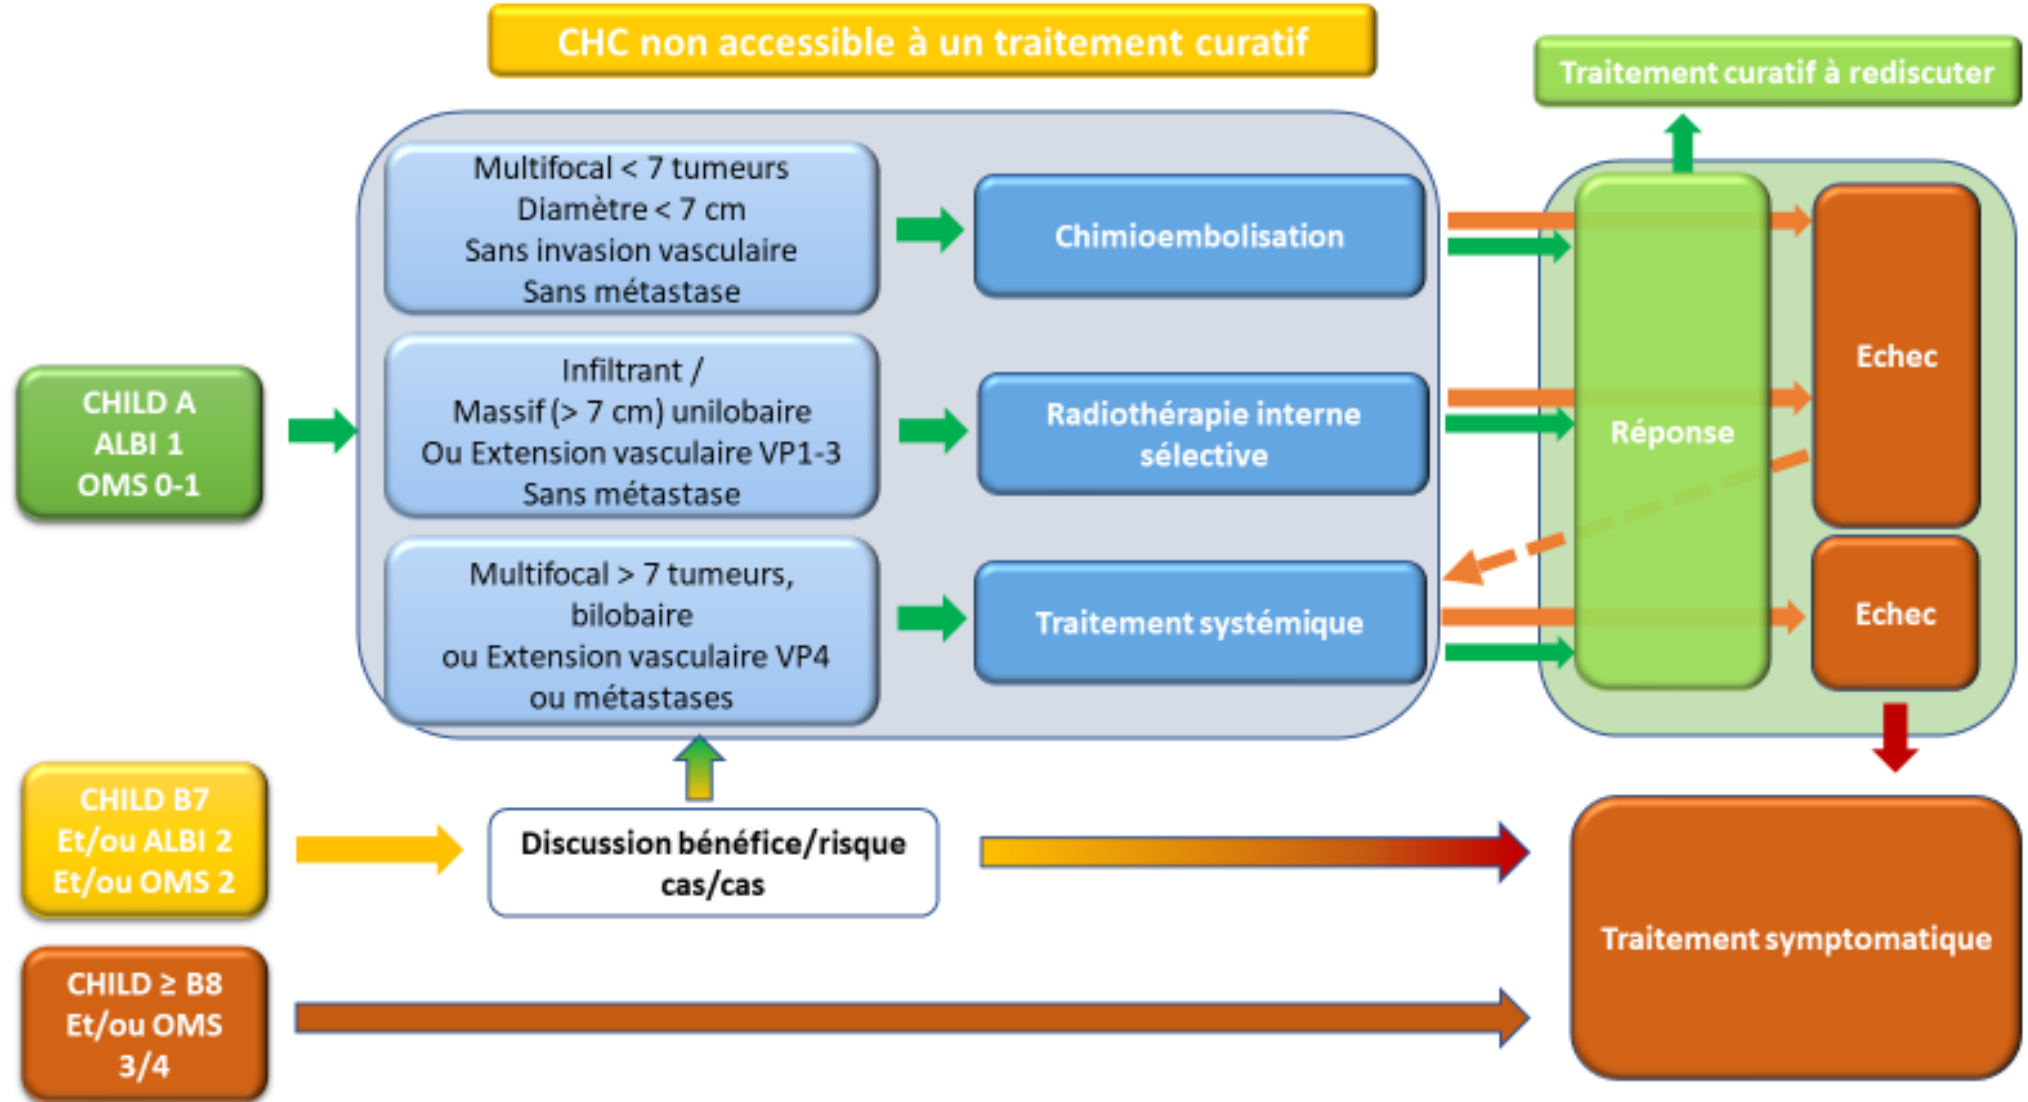 CHC non accessible à un traitement curatif
Traitement curatif à rediscuter
CHILD A
ALBI 1
OMS 0-1
Multifocal < 7 tumeurs
Diamètre < 7 cm
Sans invasion vasculaire
Sans métastase
Chimioembolisation
Infiltrant /
Massif (> 7 cm) unilobaire
Ou Extension vasculaire VP1-3
Sans métastase
Radiothérapie interne
sélective
Multifocal > 7 tumeurs,
bilobaire
ou Extension vasculaire VP4
ou métastases
Traitement systémique
Réponse
Echec
Echec
CHILD B7
Et/ou ALBI 2
Et/ou OMS 2
Discussion bénéfice/risque
cas/cas
CHILD ≥ B8
Et/ou OMS
3/4
Traitement symptomatique